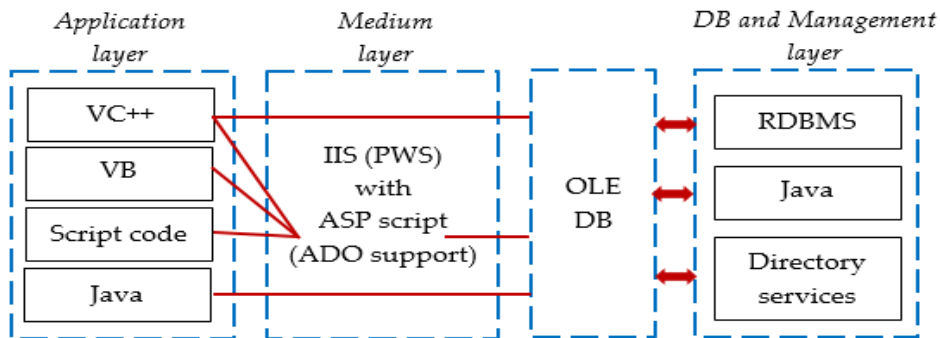 Application
layer
Medium
layer
DB and Management
layer
VC++
VB
Script code
Java
IIS (PWS)
with
ASP script
(ADO support)
OLE
DB
RDBMS
Java
Directory
services